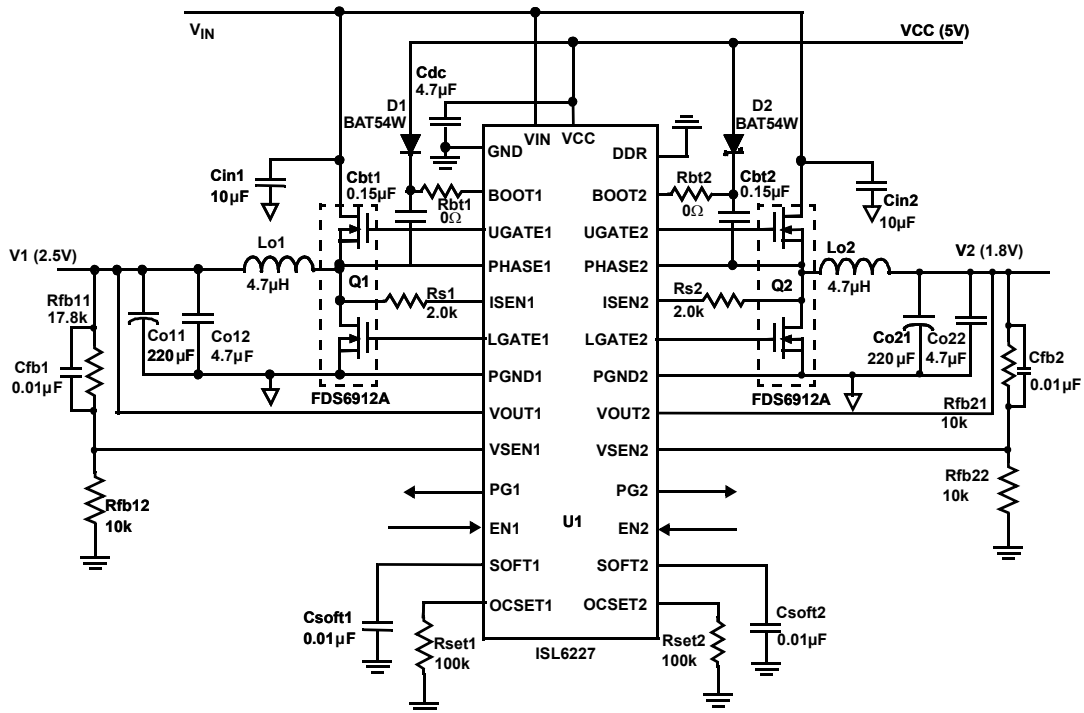 VIN
VCC (5V)
Cdc
4.7µF
D1
BAT54W
D2
BAT54W
VIN
VCC
GND
DDR
Cin1
10µF
Cbt1
0.15µF
Rbt1
0Ω
BOOT1
BOOT2
Rbt2
0Ω
Cbt2
0.15µF
Cin2
10µF
UGATE1
UGATE2
V1 (2.5V)
Lo1
4.7µH
PHASE1
PHASE2
Lo2
4.7µH
V2 (1.8V)
Q1
Rs1
2.0k
ISEN1
ISEN2
Rs2
2.0k
Q2
Rfb11
17.8k
Co11
220µF
Co12
4.7µF
LGATE1
LGATE2
Co21
220µF
Co22
4.7µF
Cfb1
0.01µF
Cfb2
0.01µF
PGND1
PGND2
FDS6912A
FDS6912A
VOUT1
VOUT2
Rfb21
10k
VSEN1
VSEN2
Rfb12
10k
Rfb22
10k
PG1
PG2
EN1
U1
EN2
SOFT1
SOFT2
OCSET1
OCSET2
Csoft1
0.01µF
Rset1
100k
ISL6227
Rset2
100k
Csoft2
0.01µF